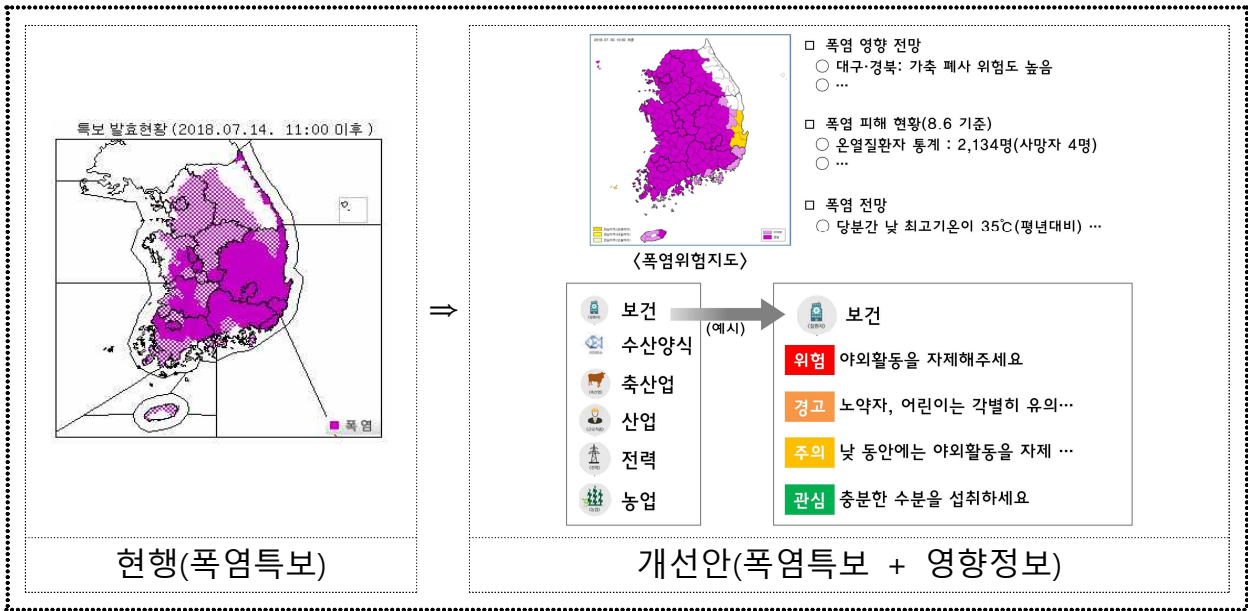 특보 발효현황(2018.07.14. 11:00 이후 )
폭염
현행(폭염특보)
⇒
□ 폭염 영향 전망
○ 대구·경북: 가축 폐사 위험도 높음
○ …
□ 폭염 피해 현황(8.6 기준)
○ 온열질환자 통계 : 2,134명(사망자 4명)
○ …
□ 폭염 전망
○ 당분간 낮 최고기온이 35℃(평년대비) …
<폭염위험지도>
보건
수산양식
축산업
산업
전력
농업
(예시)
보건
위험 야외활동을 자제해주세요
경고 노약자, 어린이는 각별히 유의…
주의 낮 동안에는 야외활동을 자제 …
관심 충분한 수분을 섭취하세요
개선안(폭염특보 + 영향정보)